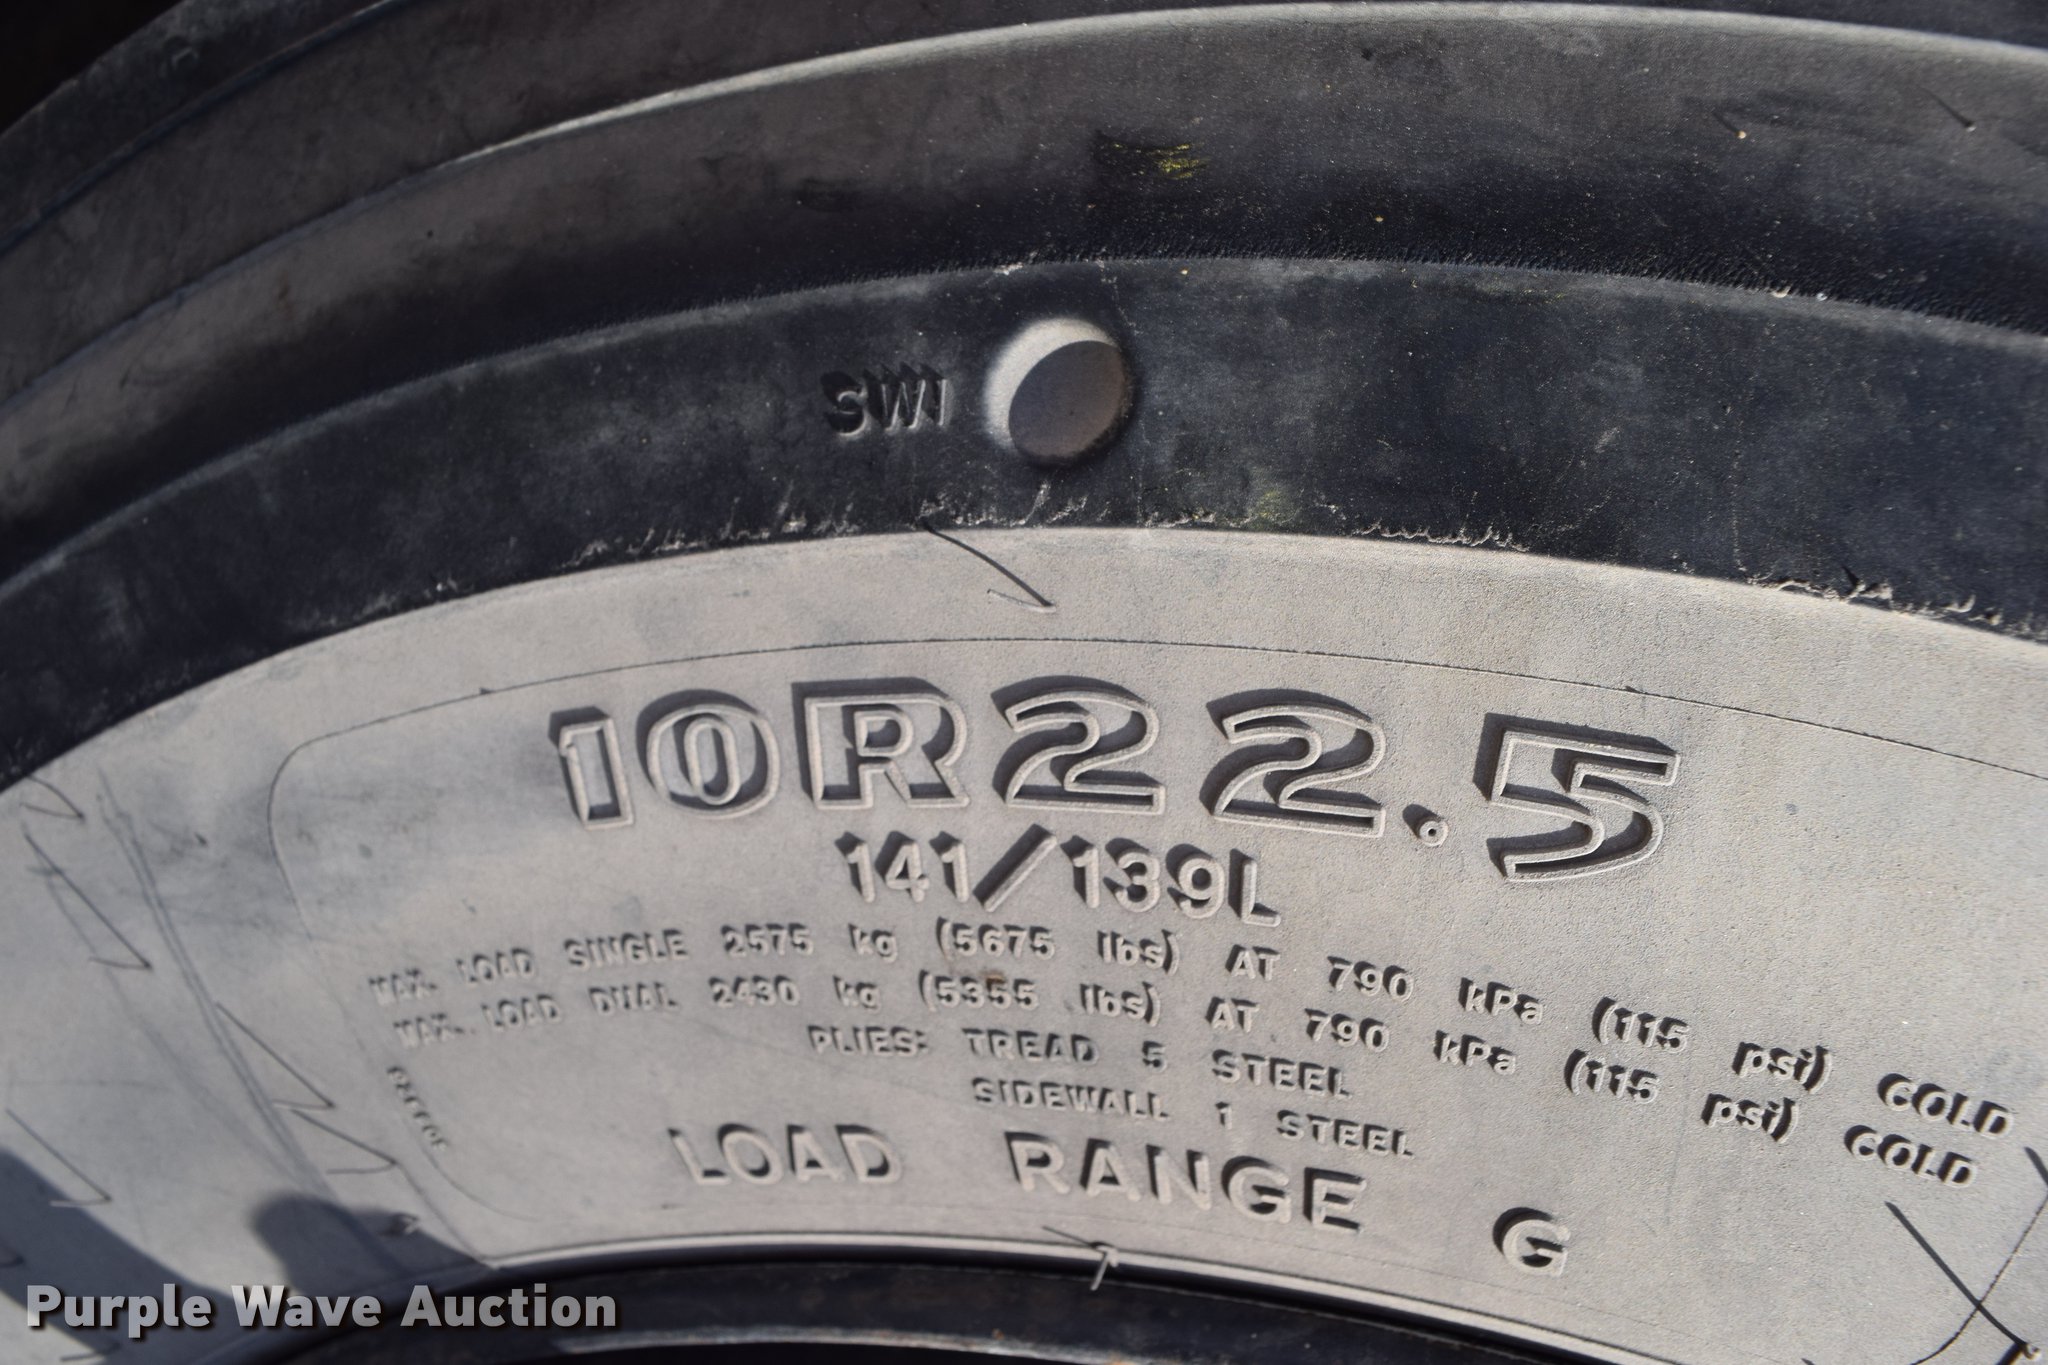 SWI
10R22.5
141/139L
MAX. LOAD SINGLE 2575 kg (5675 lbs) AT 790 kPa (115 psi) COLD
MAX. LOAD DUAL 2430 kg (5355 lbs) AT 790 kPa (115 psi) COLD
PLIES: TREAD 5 STEEL
SIDEWALL 1 STEEL
LOAD RANGE G
Purple Wave Auction